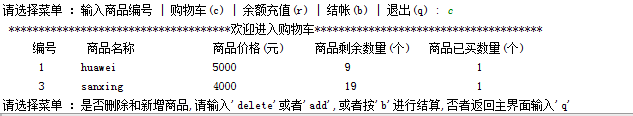 请选择菜单 : 输入商品编号 | 购物车(c) | 余额充值(r) | 结帐(b) | 退出(q) : c
*************************************欢迎进入购物车*************************************
编号 商品名称 商品价格(元) 商品剩余数量(个) 商品已买数量(个)
1 huawei 5000 9 1
3 sanxing 4000 19 1
请选择菜单 : 是否删除和新增商品,请输入'delete'或者'add',或者按'b'进行结算,否者返回主界面输入'q'